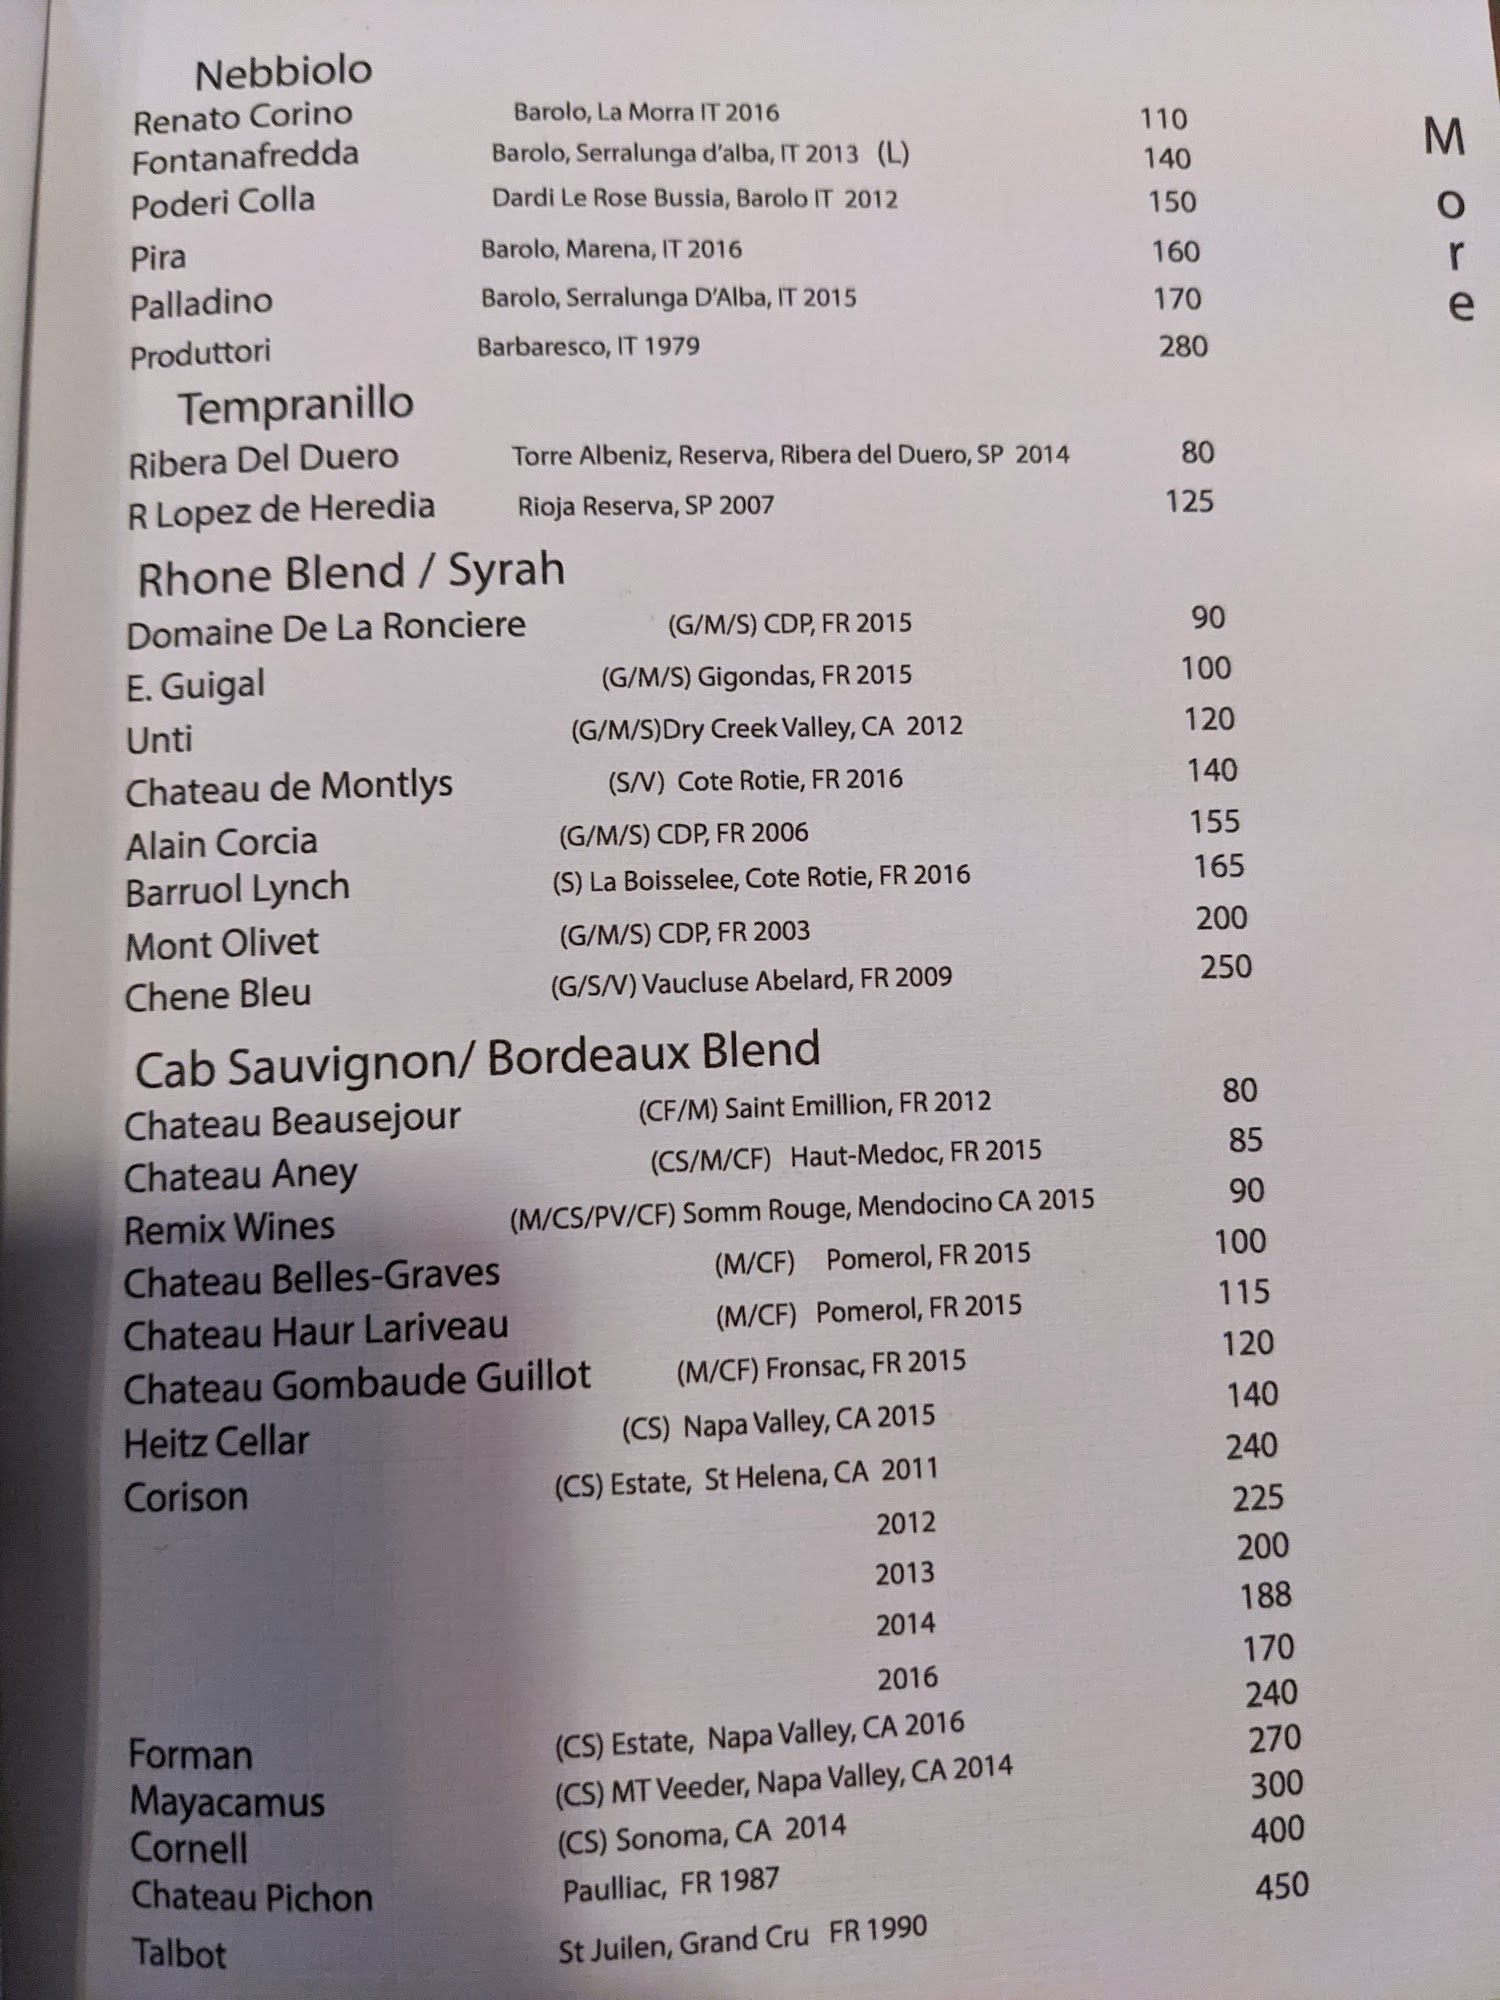 Nebbiolo
Renato Corino Barolo, La Morra IT 2016 110
Fontanafredda Barolo, Serralunga d'alba, IT 2013 (L) 140
Poderi Colla Dardi Le Rose Bussia, Barolo IT 2012 150
Pira Barolo, Marena, IT 2016 160
Palladino Barolo, Serralunga D'Alba, IT 2015 170
Produttori Barbaresco, IT 1979 280
Tempranillo
Ribera Del Duero Torre Albeniz, Reserva, Ribera del Duero, SP 2014 80
R Lopez de Heredia Rioja Reserva, SP 2007 125
Rhone Blend / Syrah
Domaine De La Ronciere (G/M/S) CDP, FR 2015 90
E. Guigal (G/M/S) Gigondas, FR 2015 100
Unti (G/M/S)Dry Creek Valley, CA 2012 120
Chateau de Montlys (S/V) Cote Rotie, FR 2016 140
Alain Corcia (G/M/S) CDP, FR 2006 155
Barruol Lynch (S) La Boisselee, Cote Rotie, FR 2016 165
Mont Olivet (G/M/S) CDP, FR 2003 200
Chene Bleu (G/S/V) Vaucluse Abelard, FR 2009 250
Cab Sauvignon/ Bordeaux Blend
Chateau Beausejour (CF/M) Saint Emillion, FR 2012 80
Chateau Aney (CS/M/CF) Haut-Medoc, FR 2015 85
Remix Wines (M/CS/PV/CF) Somm Rouge, Mendocino CA 2015 90
Chateau Belles-Graves (M/CF) Pomerol, FR 2015 100
Chateau Haur Lariveau (M/CF) Pomerol, FR 2015 115
Chateau Gombaude Guillot (M/CF) Fronsac, FR 2015 120
Heitz Cellar (CS) Napa Valley, CA 2015 140
Corison (CS) Estate, St Helena, CA 2011 240
2012 225
2013 200
2014 188
2016 170
Forman (CS) Estate, Napa Valley, CA 2016 240
Mayacamus (CS) MT Veeder, Napa Valley, CA 2014 270
Cornell (CS) Sonoma, CA 2014 300
Chateau Pichon Paulliac, FR 1987 400
Talbot St Juilen, Grand Cru FR 1990 450
More